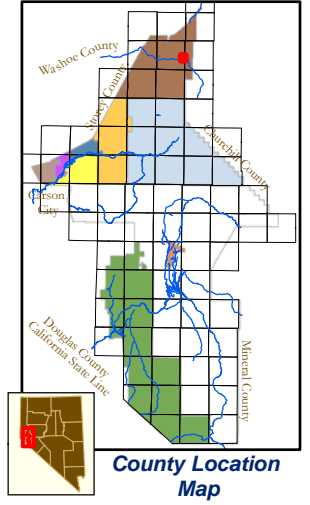 Washoe County
Storey County
Churchill County
Carson
City
Douglas County
California State Line
Mineral County
County Location
Map